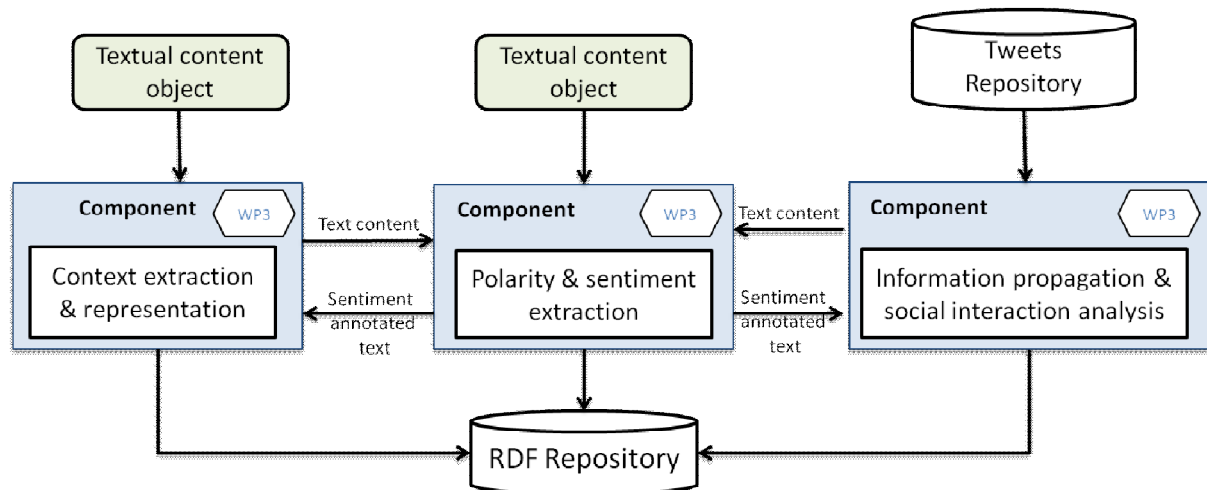 Textual content
object
Textual content
object
Tweets
Repository
Component
WP3
Context extraction
& representation
Text content
Sentiment
annotated
text
Component
WP3
Polarity & sentiment
extraction
Text content
Sentiment
annotated
text
Component
WP3
Information propagation &
social interaction analysis
RDF Repository